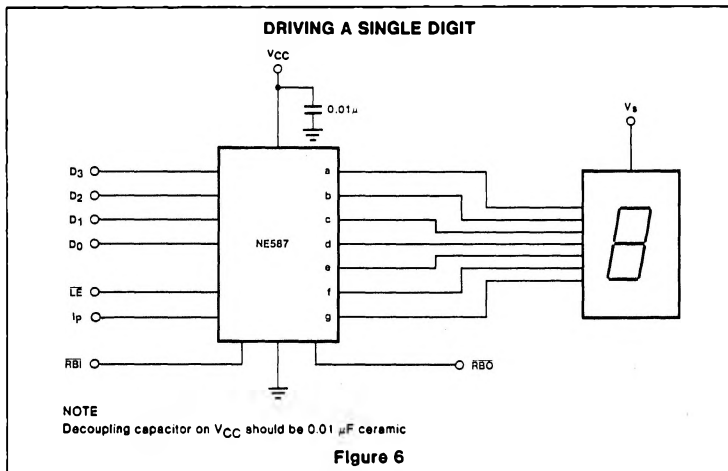 DRIVING A SINGLE DIGIT
VCC
0.01μ
Vs
D3
D2
D1
D0
LE
Ip
RBI
NE587
a
b
c
d
e
f
g
RBO
NOTE
Decoupling capacitor on VCC should be 0.01 μF ceramic
Figure 6